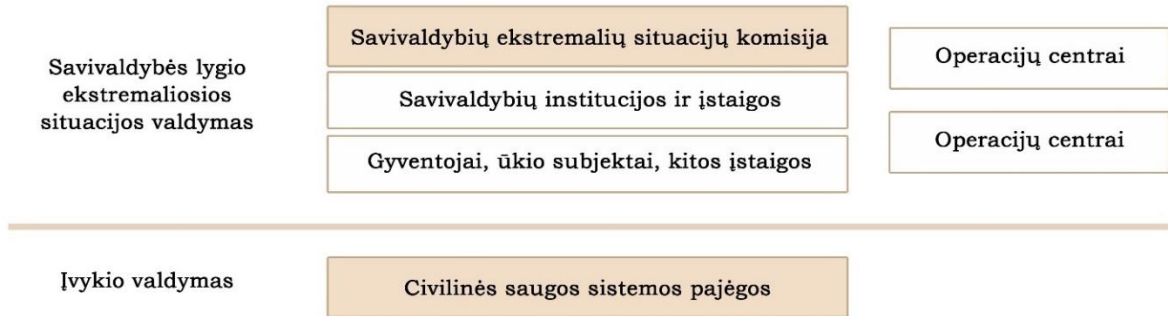 Savivaldybės lygio
ekstremaliosios
situacijos valdymas
Savivaldybių ekstremalių situacijų komisija
Savivaldybių institucijos ir įstaigos
Gyventojai, ūkio subjektai, kitos įstaigos
Operacijų centrai
Operacijų centrai
Įvykio valdymas
Civilinės saugos sistemos pajėgos